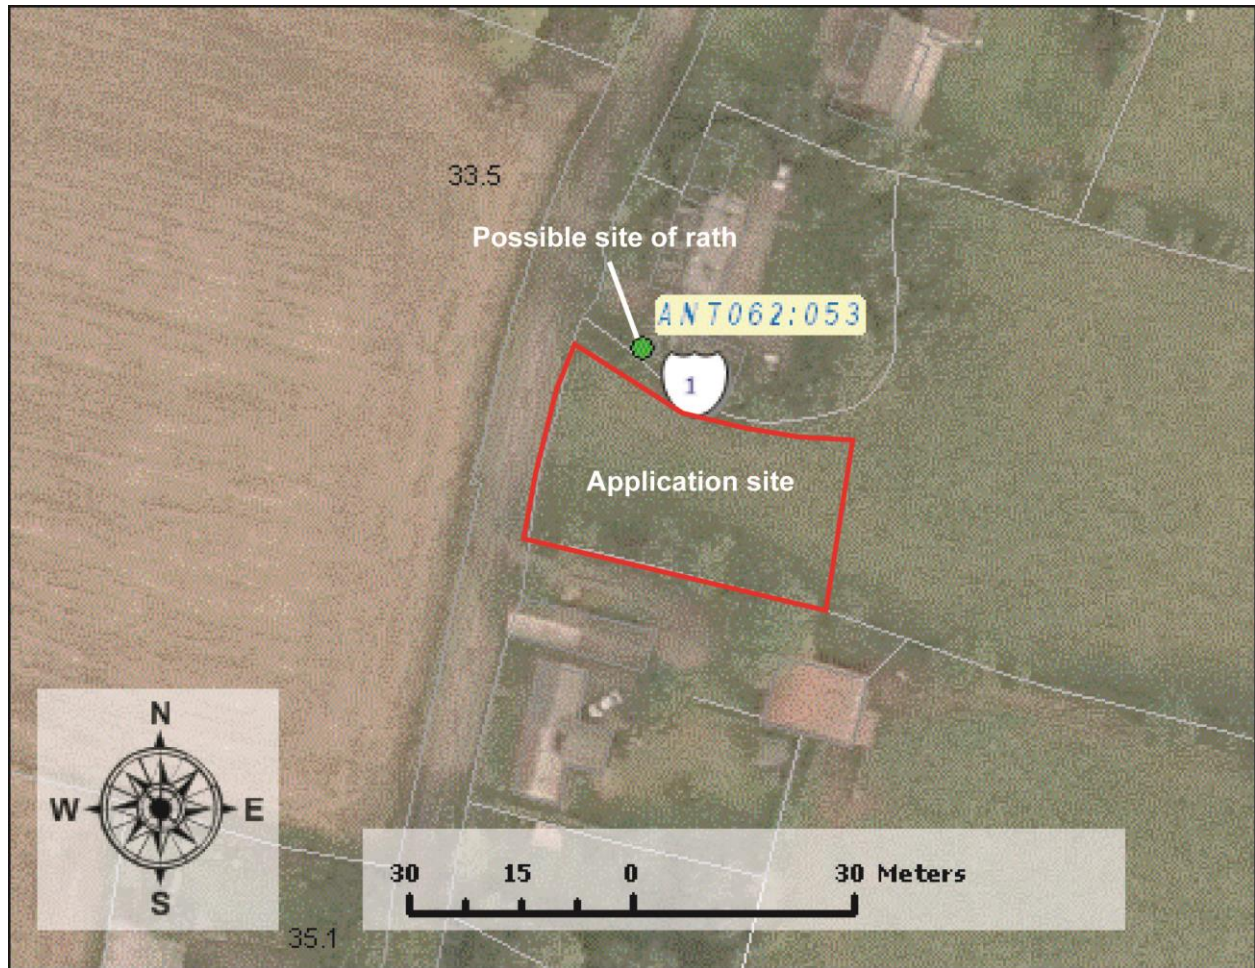 33.5
Possible site of rath
ANT062:053
1
Application site
N
W E
S
30 15 0 30 Meters
35.1